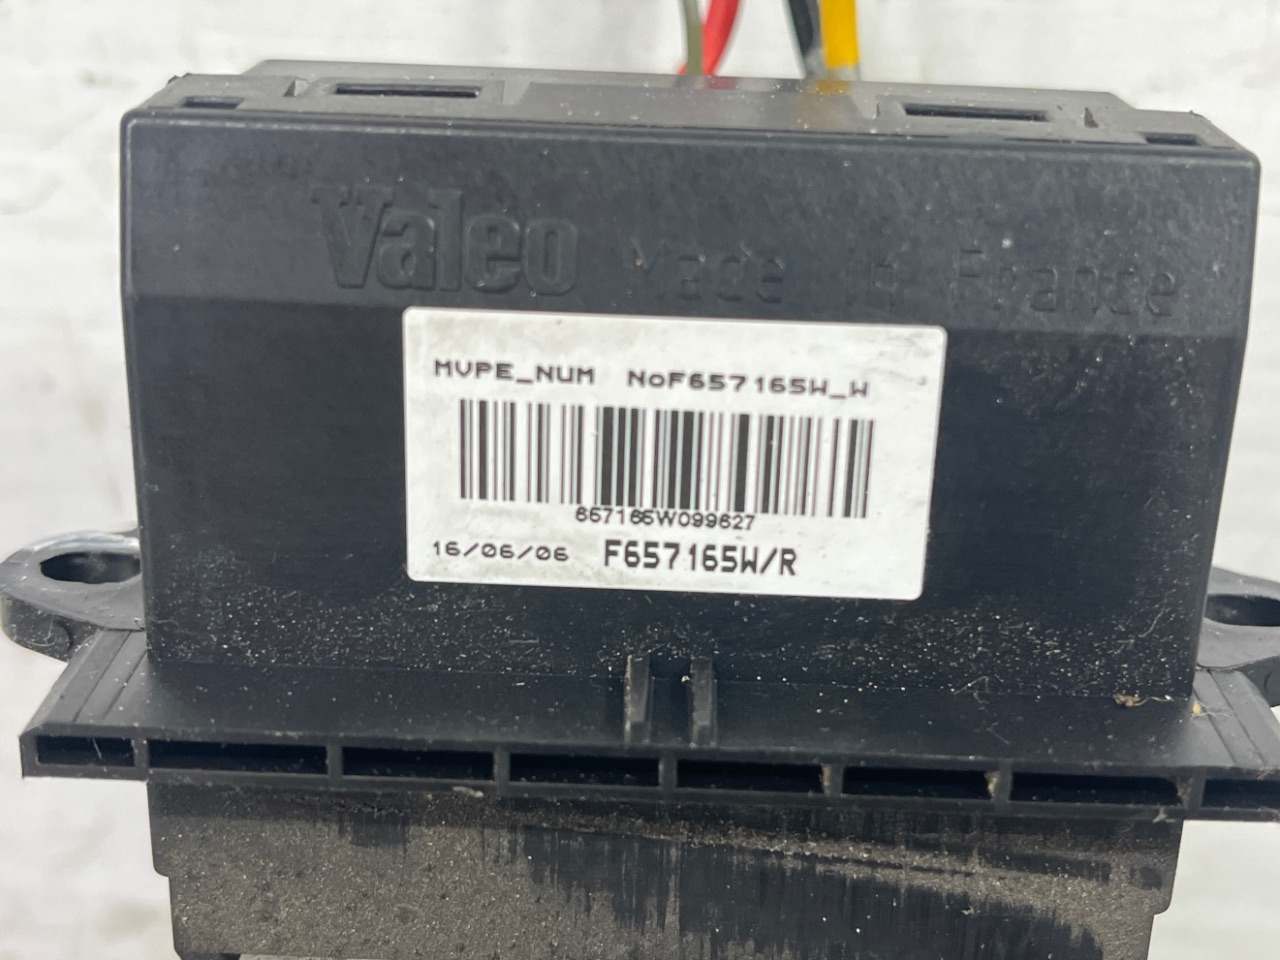 Valeo Made in France
MVPE_NUM NoF657165W_W
657165W099627
16/06/06 F657165W/R